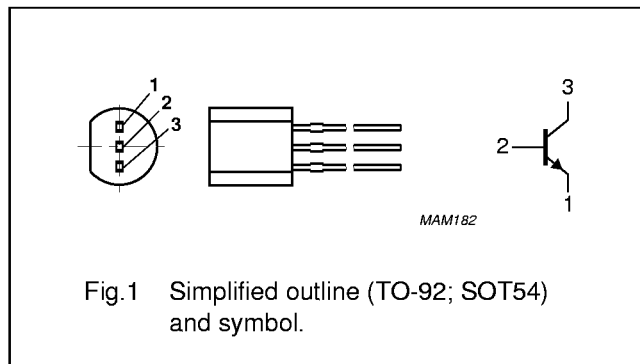 1
2
3
3
2
1
MAM182
Fig.1 Simplified outline (TO-92; SOT54)
and symbol.